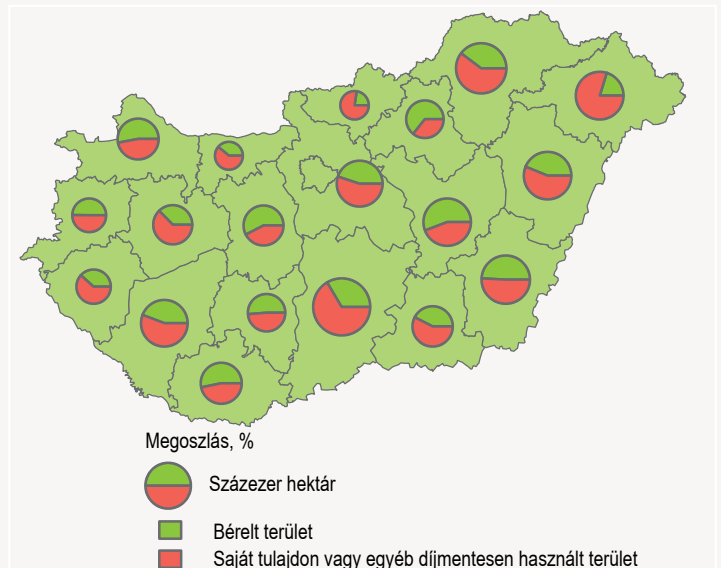 Megoszlás, %
Százezer hektár
Bérelt terület
Saját tulajdon vagy egyéb díjmentesen használt terület